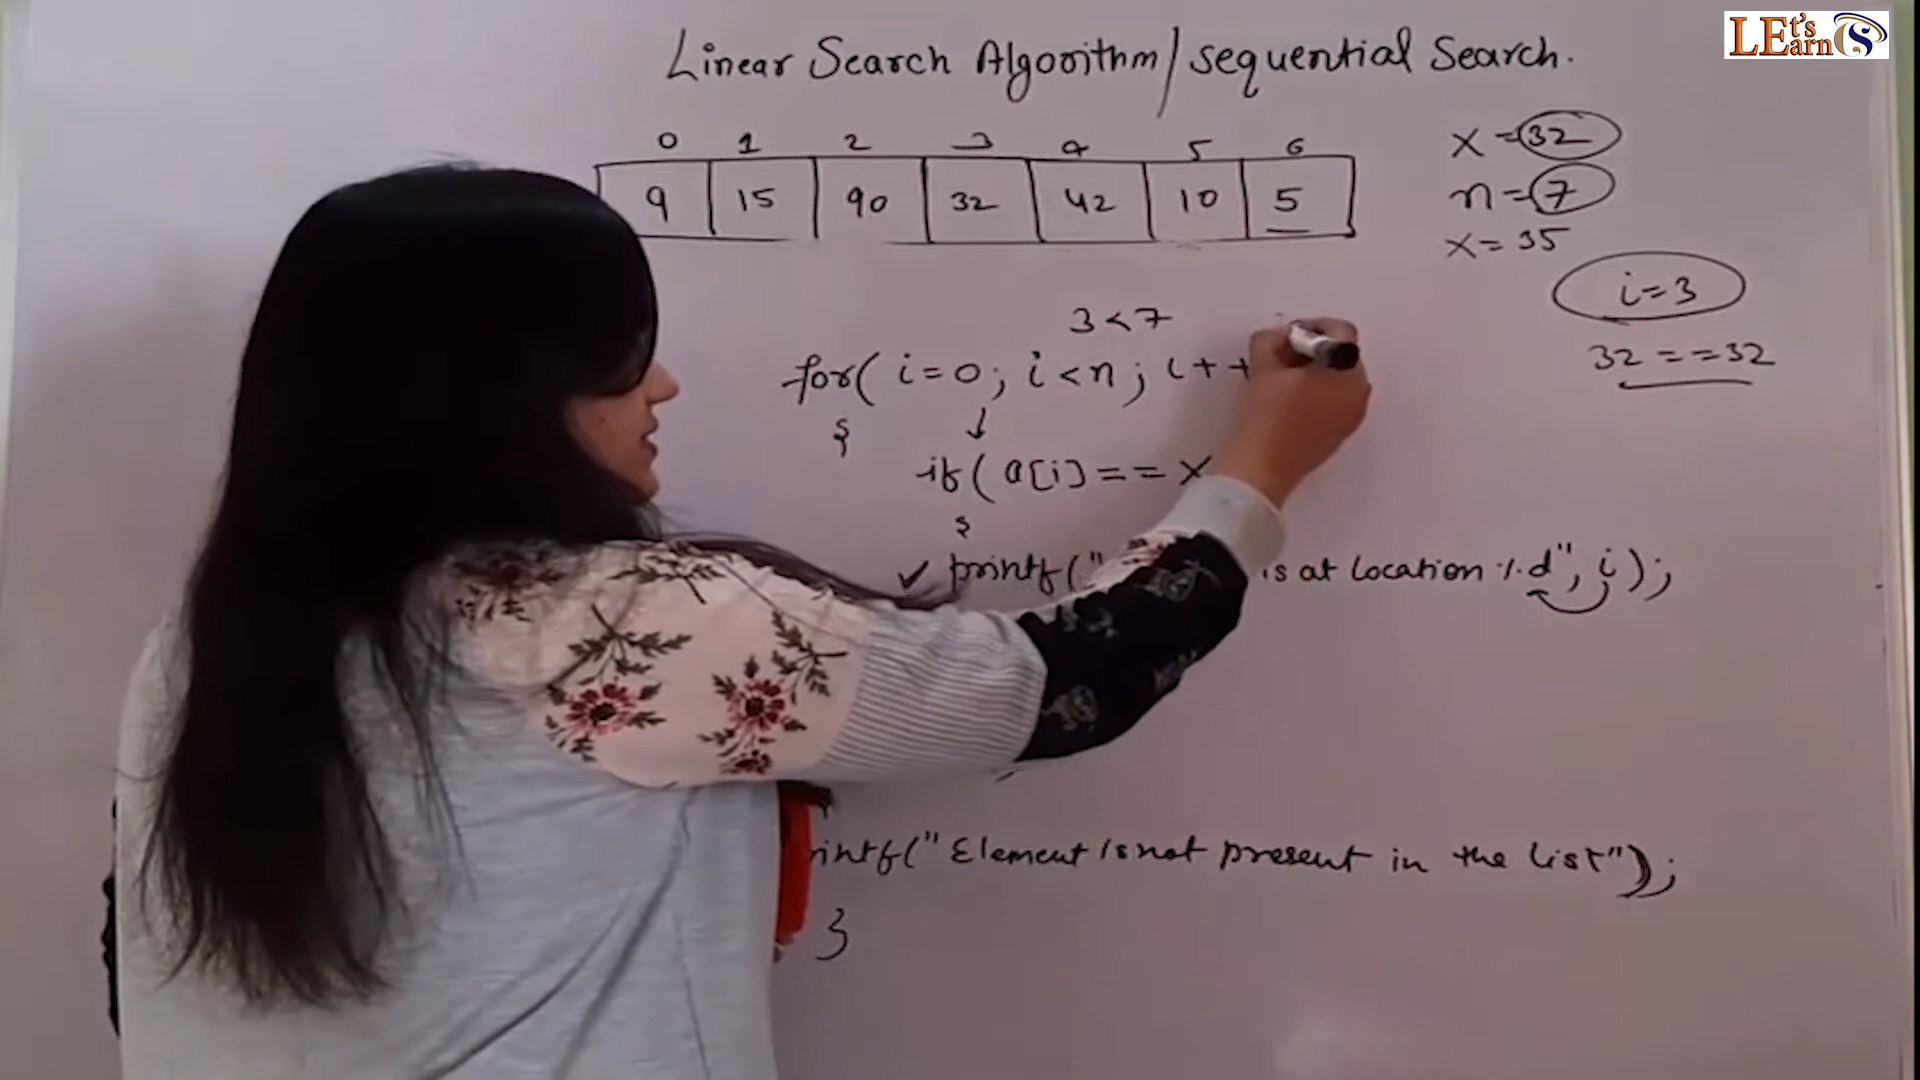 LEt's Earn S
Linear Search Algorithm/sequential Search.
0 1 2 3 4 5 6
9 15 90 32 42 10 5
x=32
n=7
x=35
i=3
32==32
3<7
for( i=0; i<n; i++
{
if( a[i]==x
{
✓ printf(" is at location %d", i);
rintf("Element is not present in the list");
}